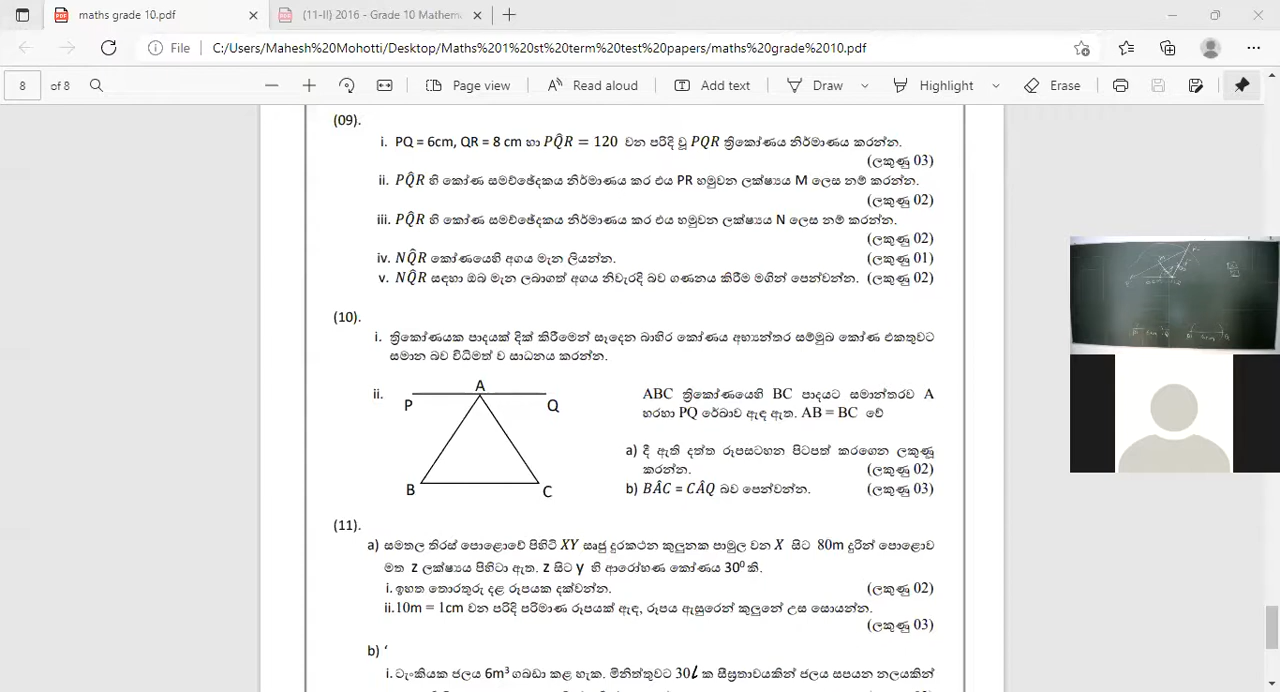 maths grade 10.pdf
(11-II) 2016 - Grade 10 Mathema
File
C:/Users/Mahesh%20Mohotti/Desktop/Maths%201%20st%20term%20test%20papers/maths%20grade%2010.pdf
8 of 8
Page view
Read aloud
Add text
Draw
Highlight
Erase
(09).
i. PQ = 6cm, QR = 8 cm හා PQ̂R = 120 වන පරිදි වූ PQR ත්‍රිකෝණය නිර්මාණය කරන්න.
(ලකුණු 03)
ii. PQ̂R හි කෝණ සමච්ඡේදකය නිර්මාණය කර එය PR හමුවන ලක්ෂ්‍යය M ලෙස නම් කරන්න.
(ලකුණු 02)
iii. PQ̂R හි කෝණ සමච්ඡේදකය නිර්මාණය කර එය හමුවන ලක්ෂ්‍යය N ලෙස නම් කරන්න.
(ලකුණු 02)
iv. NQ̂R කෝණයෙහි අගය මැන ලියන්න. (ලකුණු 01)
v. NQ̂R සඳහා ඔබ මැන ලබාගත් අගය නිවැරදි බව ගණනය කිරීම මගින් පෙන්වන්න. (ලකුණු 02)
(10).
i. ත්‍රිකෝණයක පාදයක් දික් කිරීමෙන් සෑදෙන බාහිර කෝණය අභ්‍යන්තර සම්මුඛ කෝණ එකතුවට
සමාන බව විධිමත් ව සාධනය කරන්න.
ii.
A
P
Q
B
C
ABC ත්‍රිකෝණයෙහි BC පාදයට සමාන්තරව A
හරහා PQ රේඛාව ඇඳ ඇත. AB = BC වේ
a) දී ඇති දත්ත රූපසටහන පිටපත් කරගෙන ලකුණු
කරන්න. (ලකුණු 02)
b) BÂC = CÂQ බව පෙන්වන්න. (ලකුණු 03)
(11).
a) සමතල තිරස් පොළොවේ පිහිටි XY සෘජු දුරකථන කුලුනක පාමුල වන X සිට 80m දුරින් පොළොව
මත z ලක්ෂ්‍යය පිහිටා ඇත. z සිට y හි ආරෝහණ කෝණය 30⁰ කි.
i. ඉහත තොරතුරු දළ රූපයක දක්වන්න. (ලකුණු 02)
ii.10m = 1cm වන පරිදි පරිමාණ රූපයක් ඇඳ, රූපය ඇසුරෙන් කුලුනේ උස සොයන්න.
(ලකුණු 03)
b) ‘
i. ටැංකියක ජලය 6m³ ගබඩා කළ හැක. මිනිත්තුවට 30l ක සීඝ්‍රතාවයකින් ජලය සපයන නලයකින්